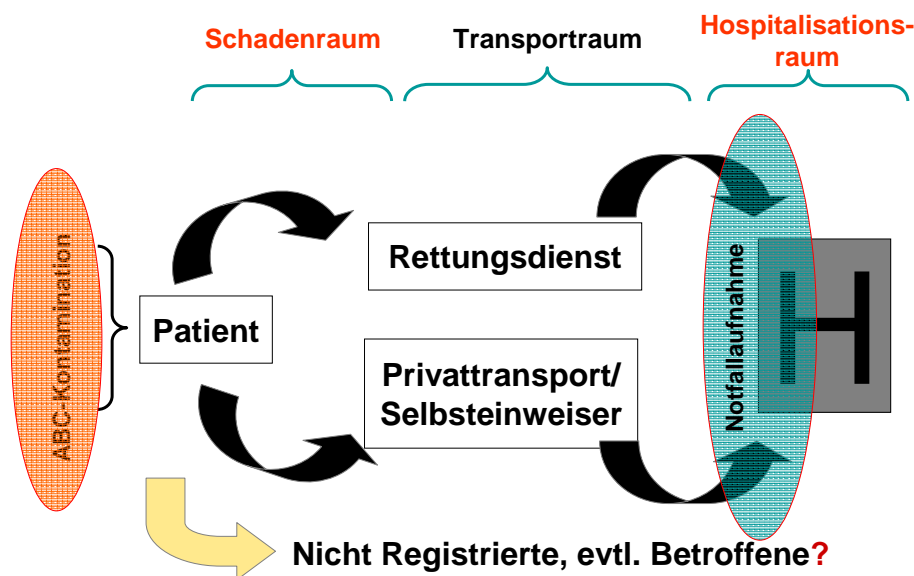 Schadenraum
Transportraum
Hospitalisations-
raum
ABC-Kontamination
Patient
Rettungsdienst
Privattransport/
Selbsteinweiser
Notfallaufnahme
H
Nicht Registrierte, evtl. Betroffene?